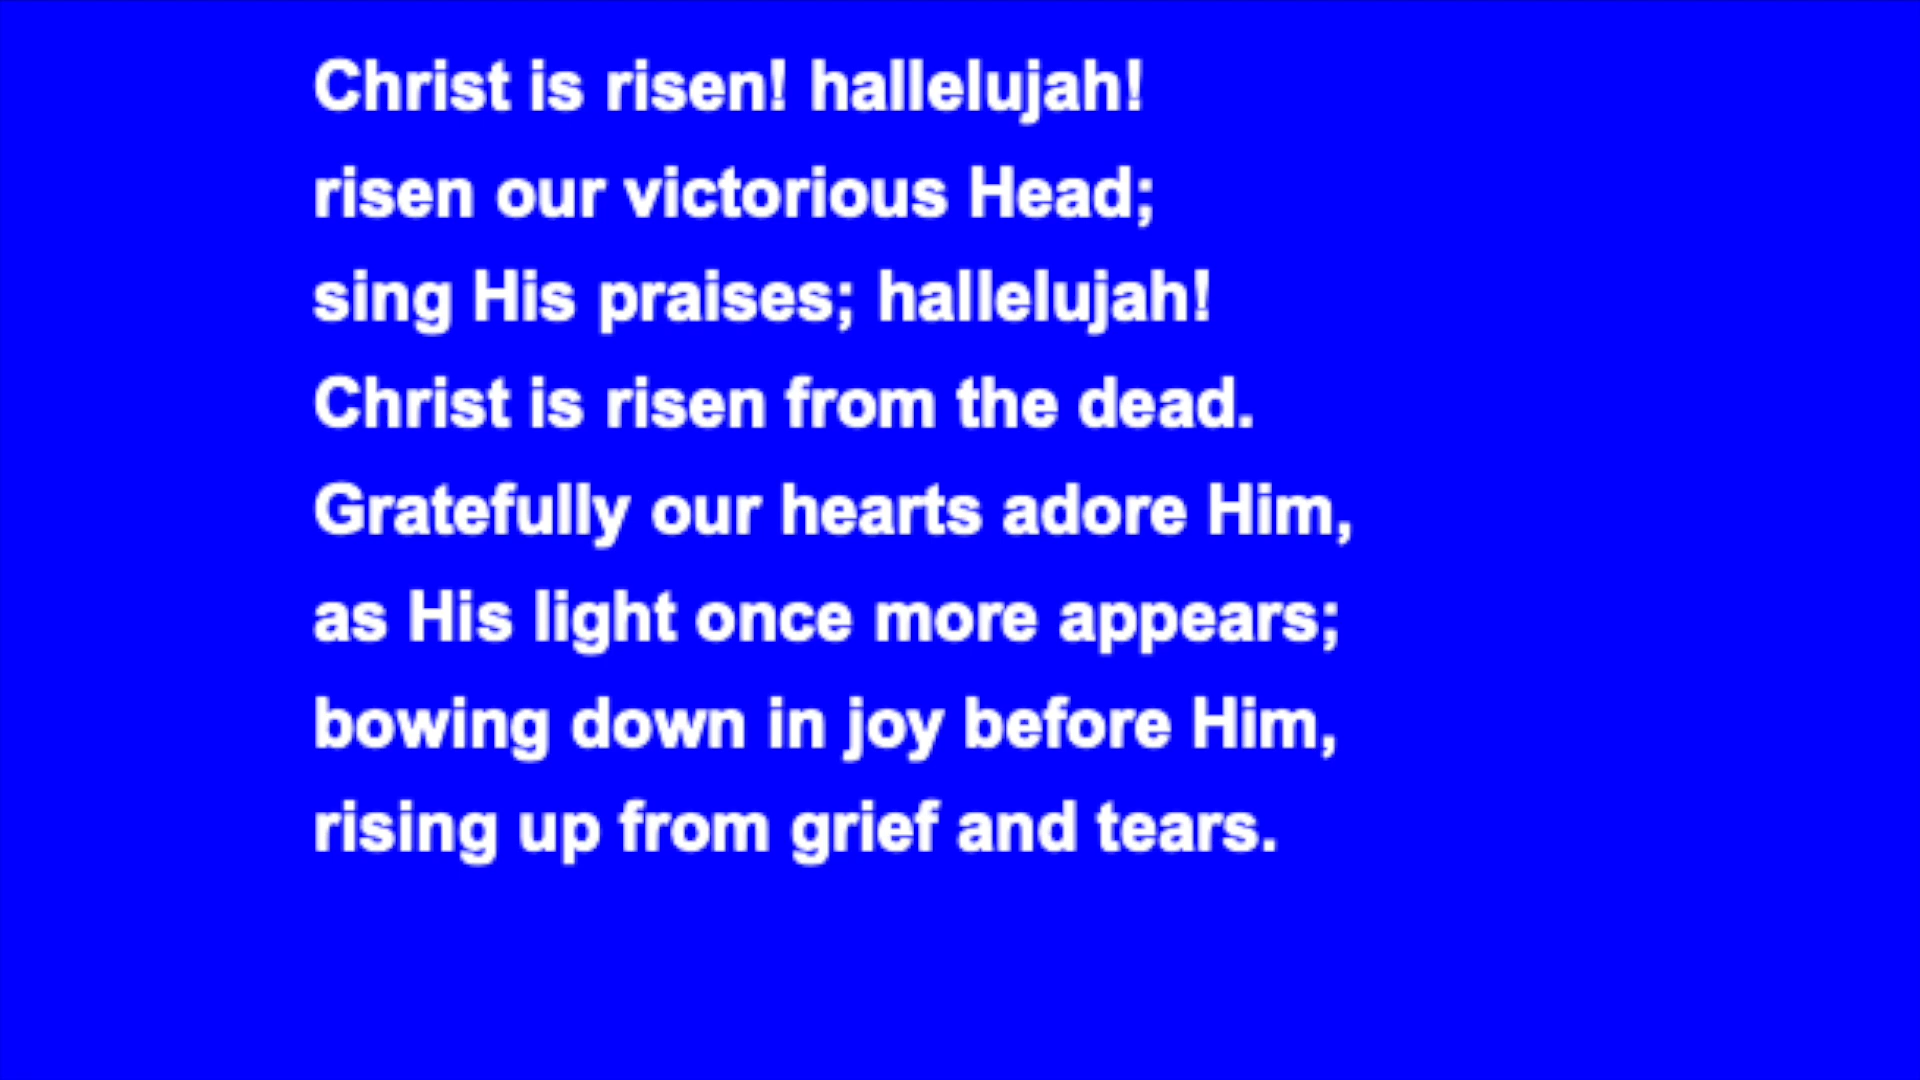 Christ is risen! hallelujah!
risen our victorious Head;
sing His praises; hallelujah!
Christ is risen from the dead.
Gratefully our hearts adore Him,
as His light once more appears;
bowing down in joy before Him,
rising up from grief and tears.